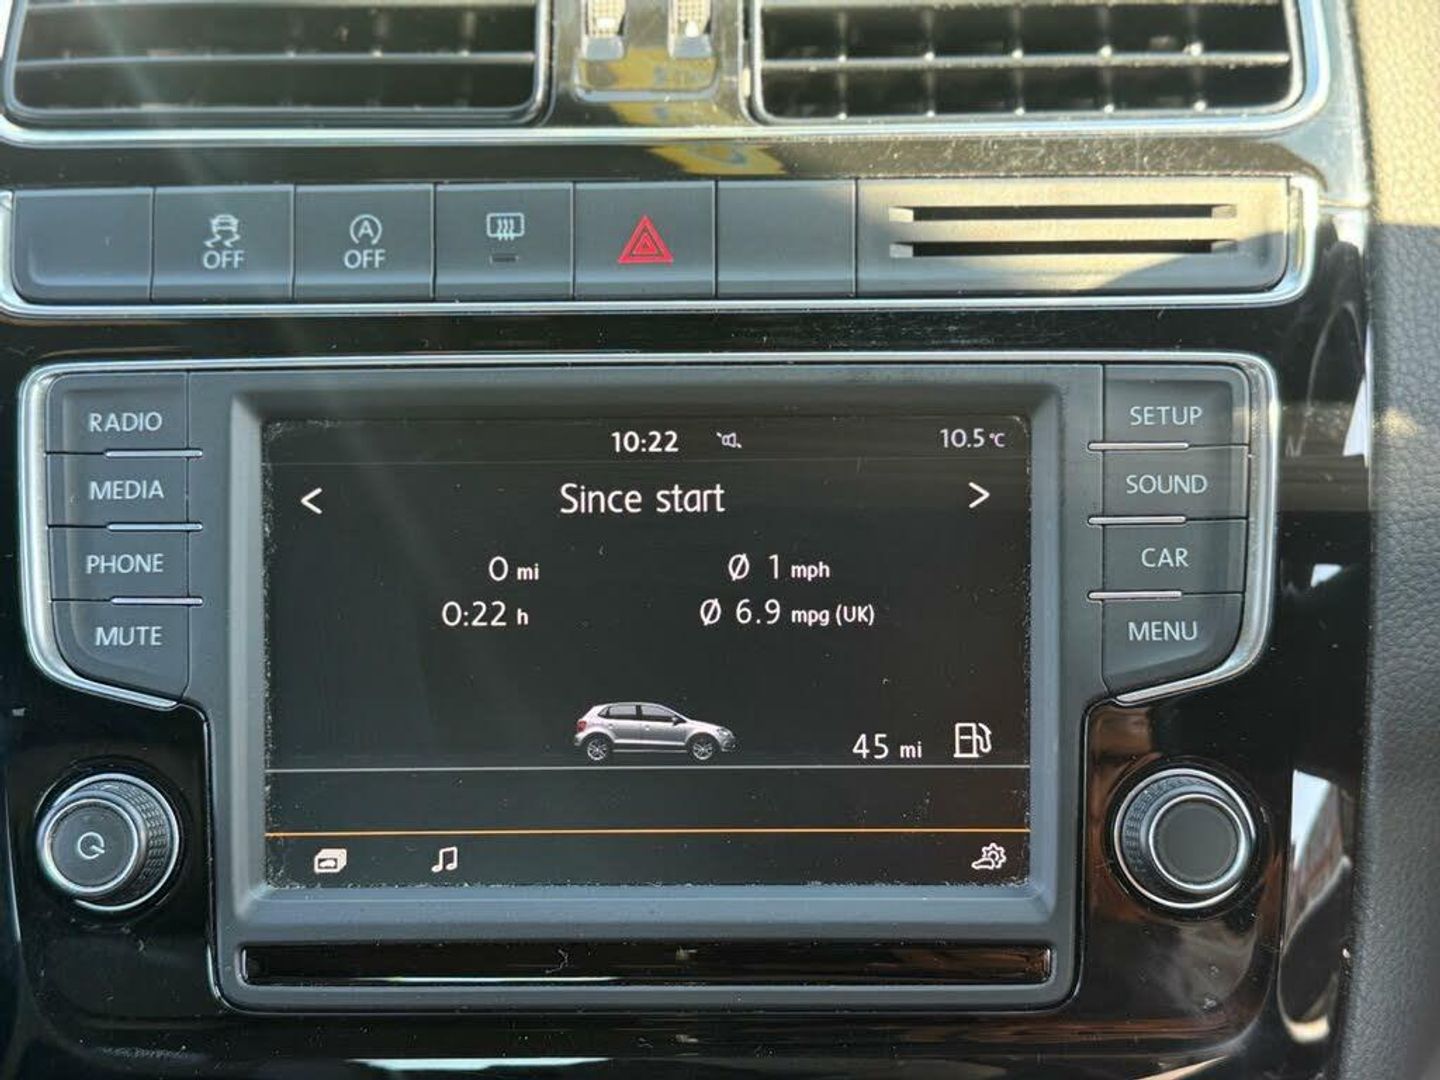 OFF
A
OFF
RADIO
MEDIA
PHONE
MUTE
10:22
10.5 °C
< Since start >
0 mi
Ø 1 mph
0:22 h
Ø 6.9 mpg (UK)
45 mi
SETUP
SOUND
CAR
MENU